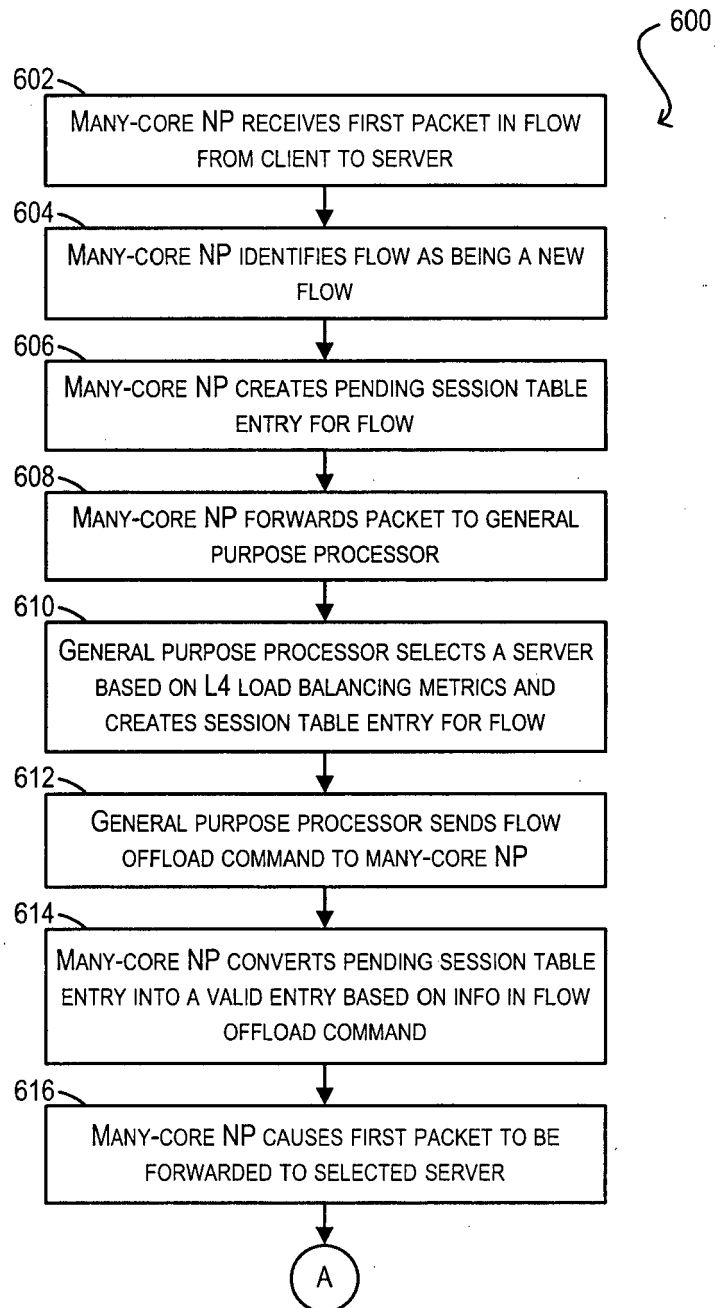 600
602
MANY-CORE NP RECEIVES FIRST PACKET IN FLOW
FROM CLIENT TO SERVER
604
MANY-CORE NP IDENTIFIES FLOW AS BEING A NEW
FLOW
606
MANY-CORE NP CREATES PENDING SESSION TABLE
ENTRY FOR FLOW
608
MANY-CORE NP FORWARDS PACKET TO GENERAL
PURPOSE PROCESSOR
610
GENERAL PURPOSE PROCESSOR SELECTS A SERVER
BASED ON L4 LOAD BALANCING METRICS AND
CREATES SESSION TABLE ENTRY FOR FLOW
612
GENERAL PURPOSE PROCESSOR SENDS FLOW
OFFLOAD COMMAND TO MANY-CORE NP
614
MANY-CORE NP CONVERTS PENDING SESSION TABLE
ENTRY INTO A VALID ENTRY BASED ON INFO IN FLOW
OFFLOAD COMMAND
616
MANY-CORE NP CAUSES FIRST PACKET TO BE
FORWARDED TO SELECTED SERVER
A